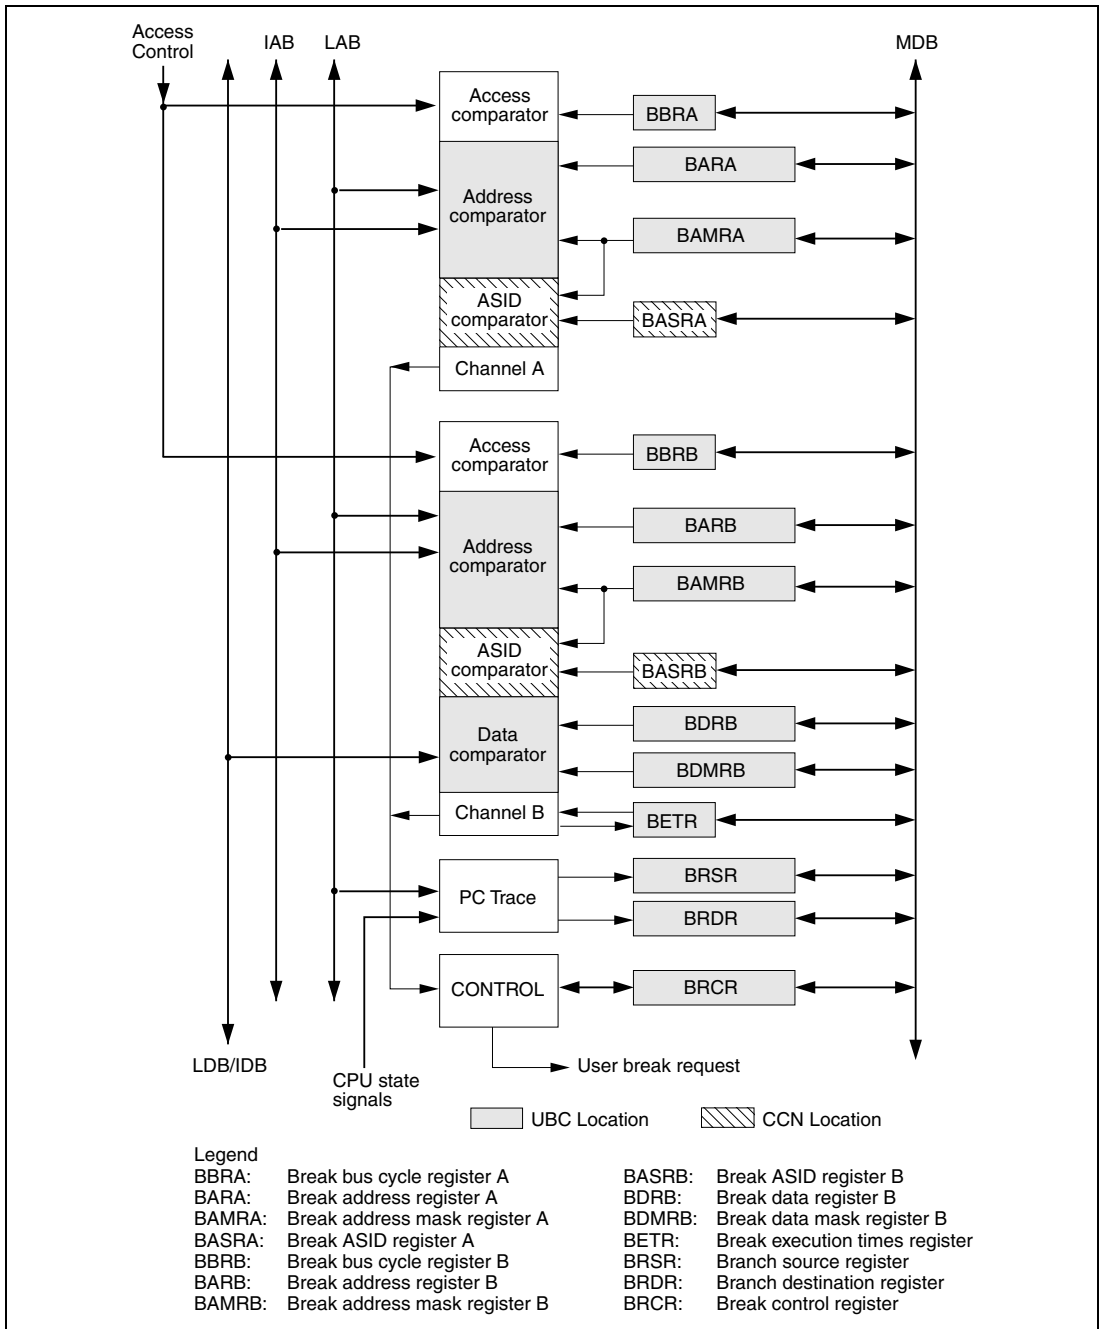 Access
Control
IAB
LAB
MDB
Access
comparator
BBRA
BARA
Address
comparator
BAMRA
ASID
comparator
BASRA
Channel A
Access
comparator
BBRB
BARB
Address
comparator
BAMRB
ASID
comparator
BASRB
BDRB
Data
comparator
BDMRB
Channel B
BETR
BRSR
PC Trace
BRDR
CONTROL
BRCR
LDB/IDB
User break request
CPU state
signals
UBC Location
CCN Location
Legend
BBRA: Break bus cycle register A
BARA: Break address register A
BAMRA: Break address mask register A
BASRA: Break ASID register A
BBRB: Break bus cycle register B
BARB: Break address register B
BAMRB: Break address mask register B
BASRB: Break ASID register B
BDRB: Break data register B
BDMRB: Break data mask register B
BETR: Break execution times register
BRSR: Branch source register
BRDR: Branch destination register
BRCR: Break control register